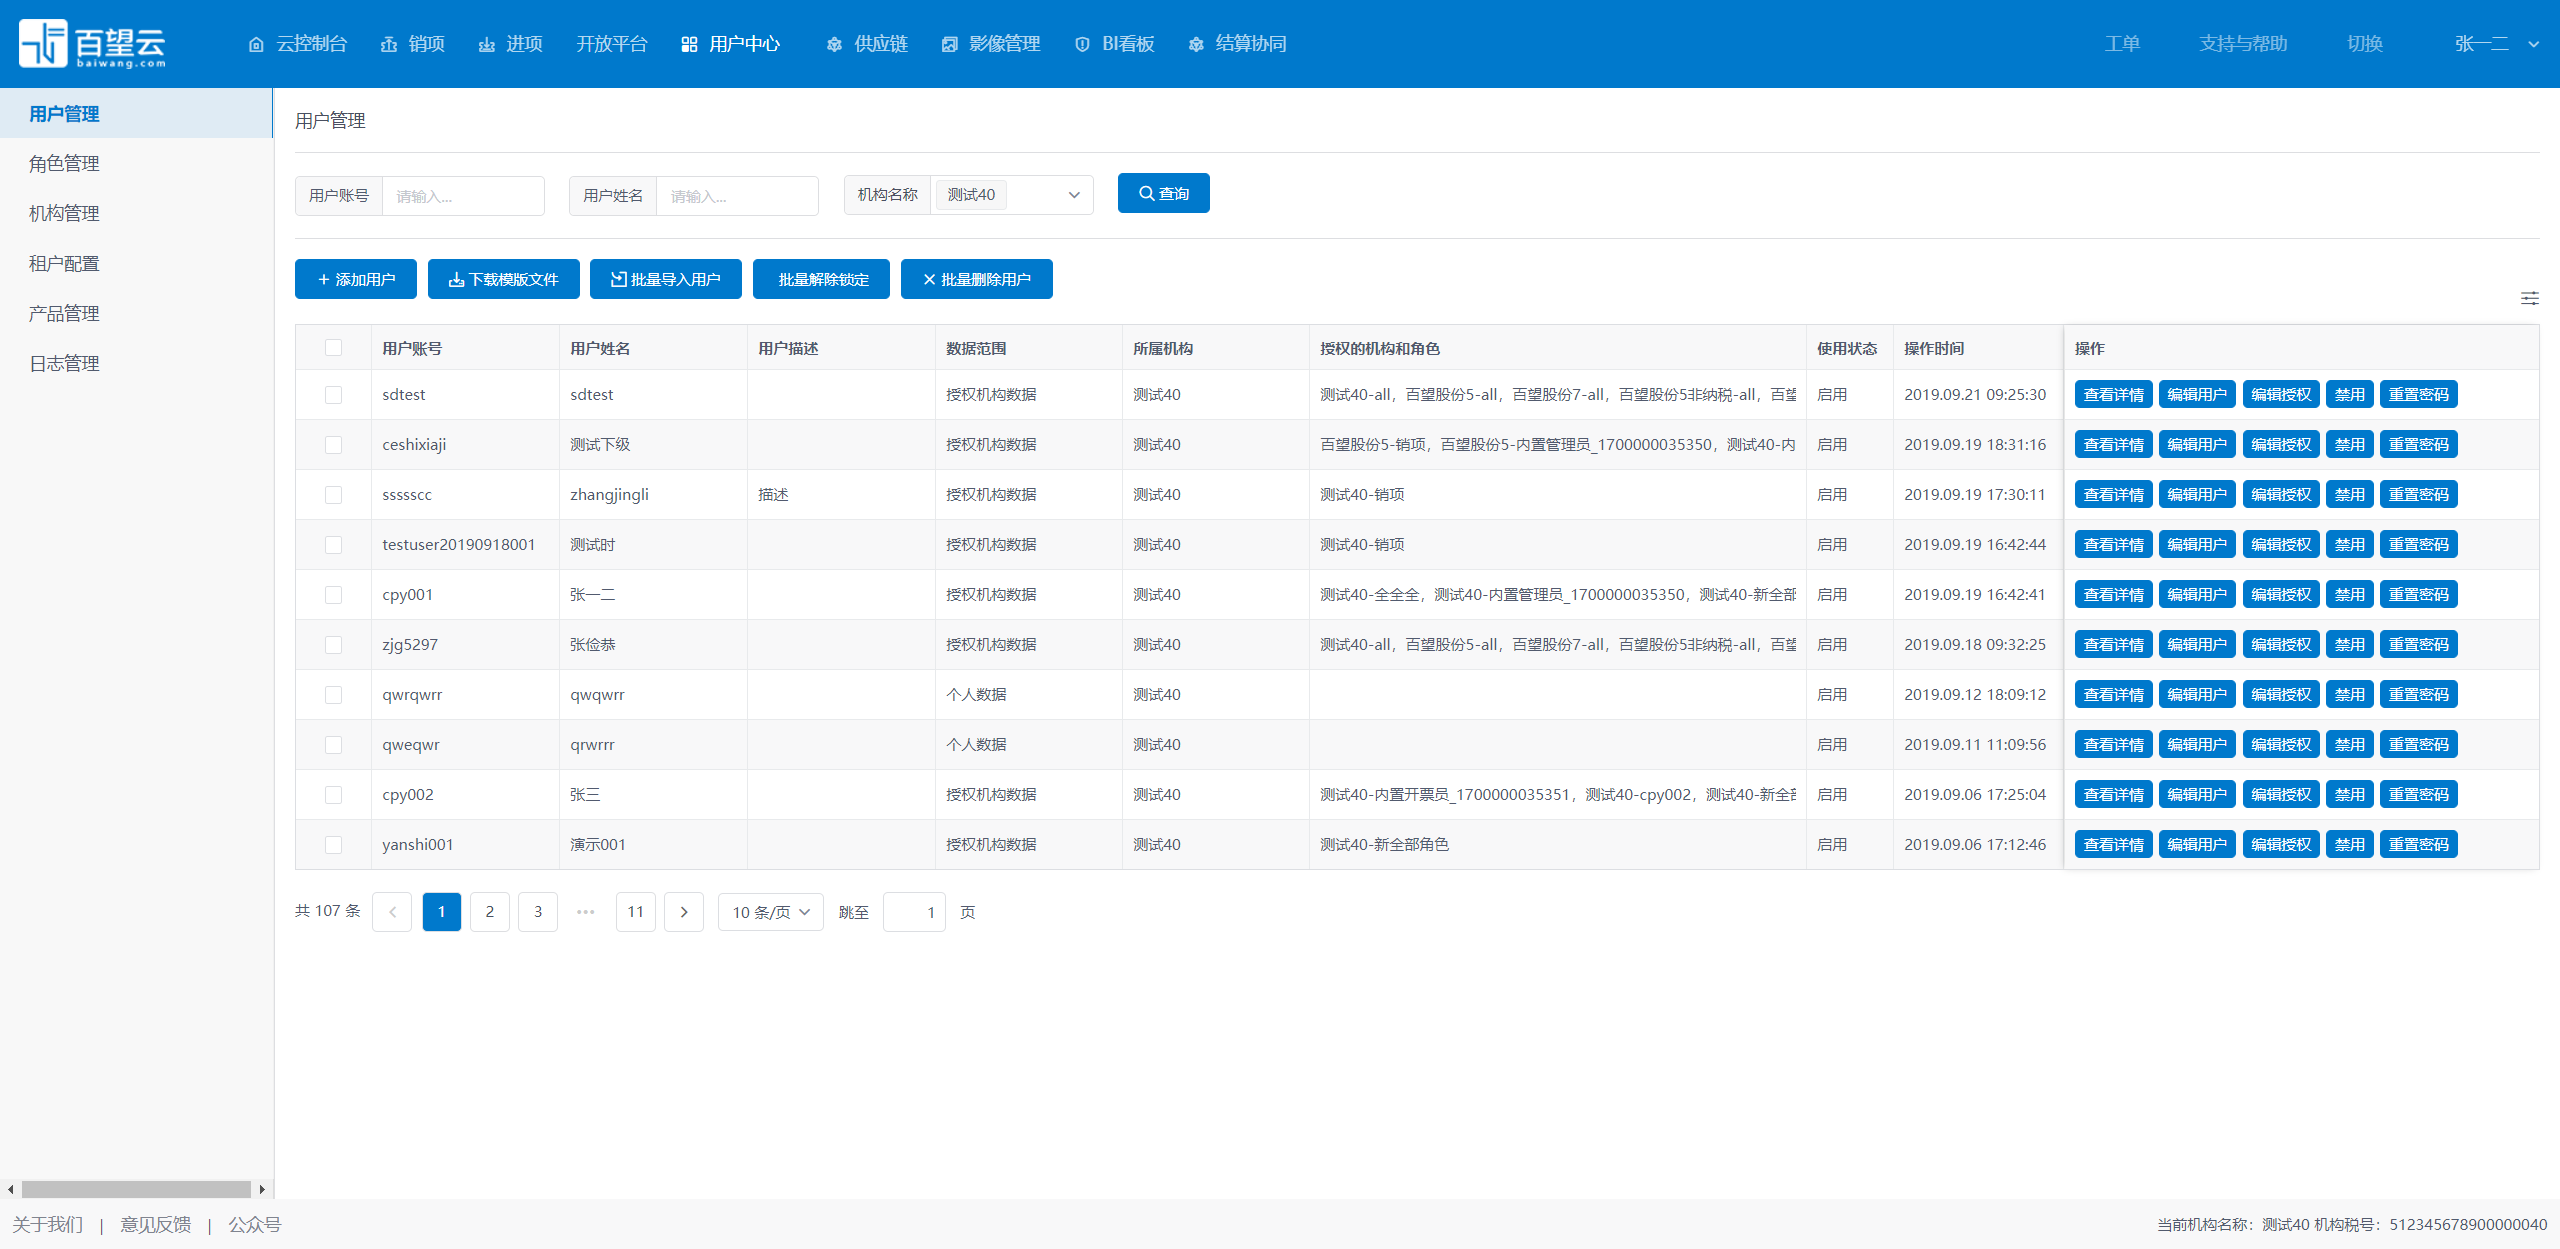 百望云 baiwang.com 云控制台 销项 进项 开放平台 用户中心 供应链 影像管理 BI看板 结算协同 工单 支持与帮助 切换 张一二
用户管理
角色管理
机构管理
租户配置
产品管理
日志管理
用户管理
用户账号 请输入... 用户姓名 请输入... 机构名称 测试40 查询
添加用户 下载模版文件 批量导入用户 批量解除锁定 批量删除用户
用户账号 用户姓名 用户描述 数据范围 所属机构 授权的机构和角色 使用状态 操作时间 操作
sdtest sdtest 授权机构数据 测试40 测试40-all，百望股份5-all，百望股份7-all，百望股份5非纳税-all，百望 启用 2019.09.21 09:25:30 查看详情 编辑用户 编辑授权 禁用 重置密码
ceshixiaji 测试下级 授权机构数据 测试40 百望股份5-销项，百望股份5-内置管理员_1700000035350，测试40-内 启用 2019.09.19 18:31:16 查看详情 编辑用户 编辑授权 禁用 重置密码
ssssscc zhangjingli 描述 授权机构数据 测试40 测试40-销项 启用 2019.09.19 17:30:11 查看详情 编辑用户 编辑授权 禁用 重置密码
testuser20190918001 测试时 授权机构数据 测试40 测试40-销项 启用 2019.09.19 16:42:44 查看详情 编辑用户 编辑授权 禁用 重置密码
cpy001 张一二 授权机构数据 测试40 测试40-全全全，测试40-内置管理员_1700000035350，测试40-新全部 启用 2019.09.19 16:42:41 查看详情 编辑用户 编辑授权 禁用 重置密码
zjg5297 张俭恭 授权机构数据 测试40 测试40-all，百望股份5-all，百望股份7-all，百望股份5非纳税-all，百望 启用 2019.09.18 09:32:25 查看详情 编辑用户 编辑授权 禁用 重置密码
qwrqwrr qwqwrr 个人数据 测试40 启用 2019.09.12 18:09:12 查看详情 编辑用户 编辑授权 禁用 重置密码
qweqwr qrwrrr 个人数据 测试40 启用 2019.09.11 11:09:56 查看详情 编辑用户 编辑授权 禁用 重置密码
cpy002 张三 授权机构数据 测试40 测试40-内置开票员_1700000035351，测试40-cpy002，测试40-新全部 启用 2019.09.06 17:25:04 查看详情 编辑用户 编辑授权 禁用 重置密码
yanshi001 演示001 授权机构数据 测试40 测试40-新全部角色 启用 2019.09.06 17:12:46 查看详情 编辑用户 编辑授权 禁用 重置密码
共 107 条 1 2 3 ··· 11 10 条/页 跳至 1 页
关于我们 | 意见反馈 | 公众号 当前机构名称：测试40 机构税号：512345678900000040